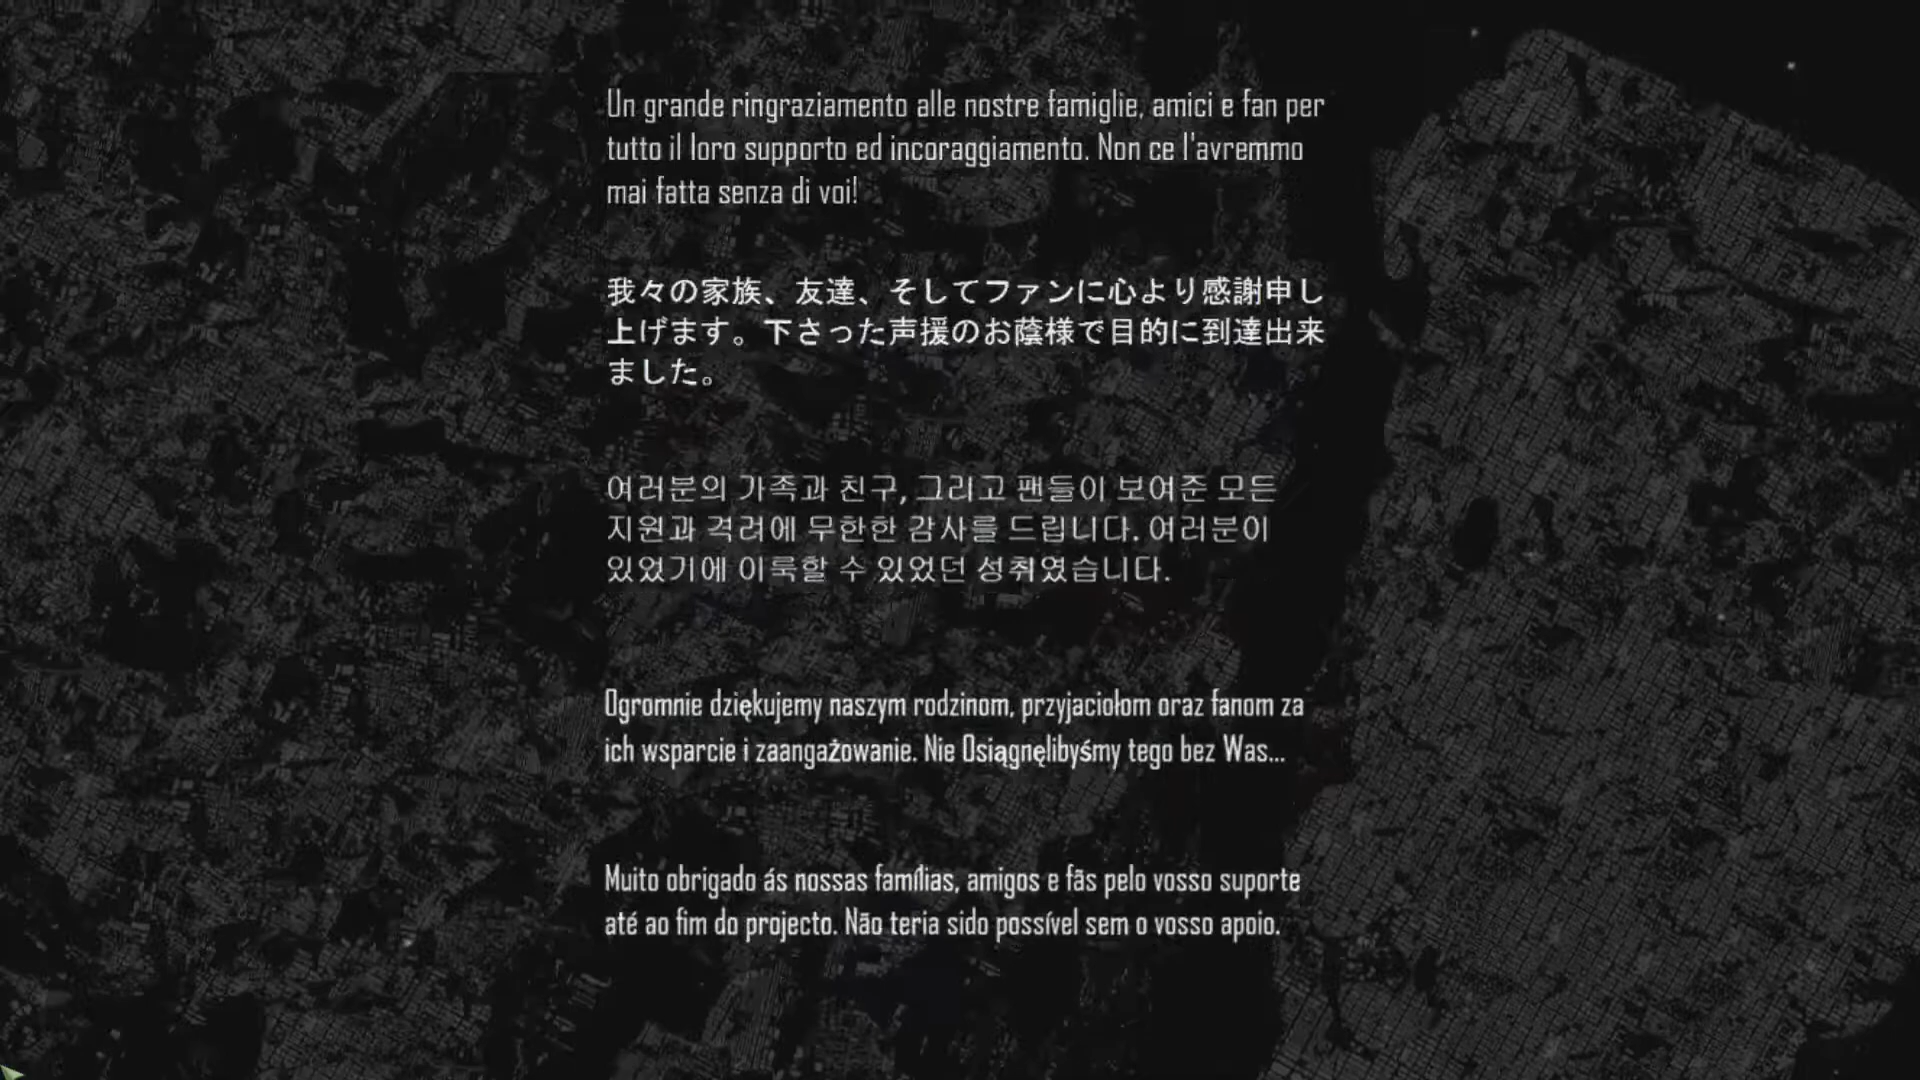 Un grande ringraziamento alle nostre famiglie, amici e fan per
tutto il loro supporto ed incoraggiamento. Non ce l'avremmo
mai fatta senza di voi!
我々の家族、友達、そしてファンに心より感謝申し
上げます。下さった声援のお蔭様で目的に到達出来
ました。
여러분의 가족과 친구, 그리고 팬들이 보여준 모든
지원과 격려에 무한한 감사를 드립니다. 여러분이
있었기에 이룩할 수 있었던 성취였습니다.
Ogromnie dziękujemy naszym rodzinom, przyjaciołom oraz fanom za
ich wsparcie i zaangażowanie. Nie Osiągnęlibyśmy tego bez Was...
Muito obrigado ás nossas famílias, amigos e fãs pelo vosso suporte
até ao fim do projecto. Não teria sido possível sem o vosso apoio.